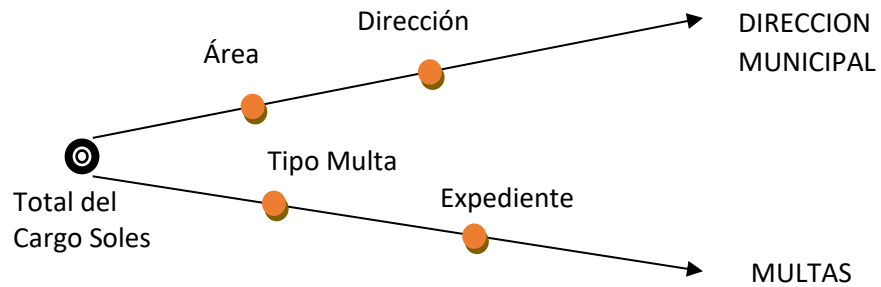 Dirección
DIRECCION
MUNICIPAL
Área
Tipo Multa
Total del
Cargo Soles
Expediente
MULTAS